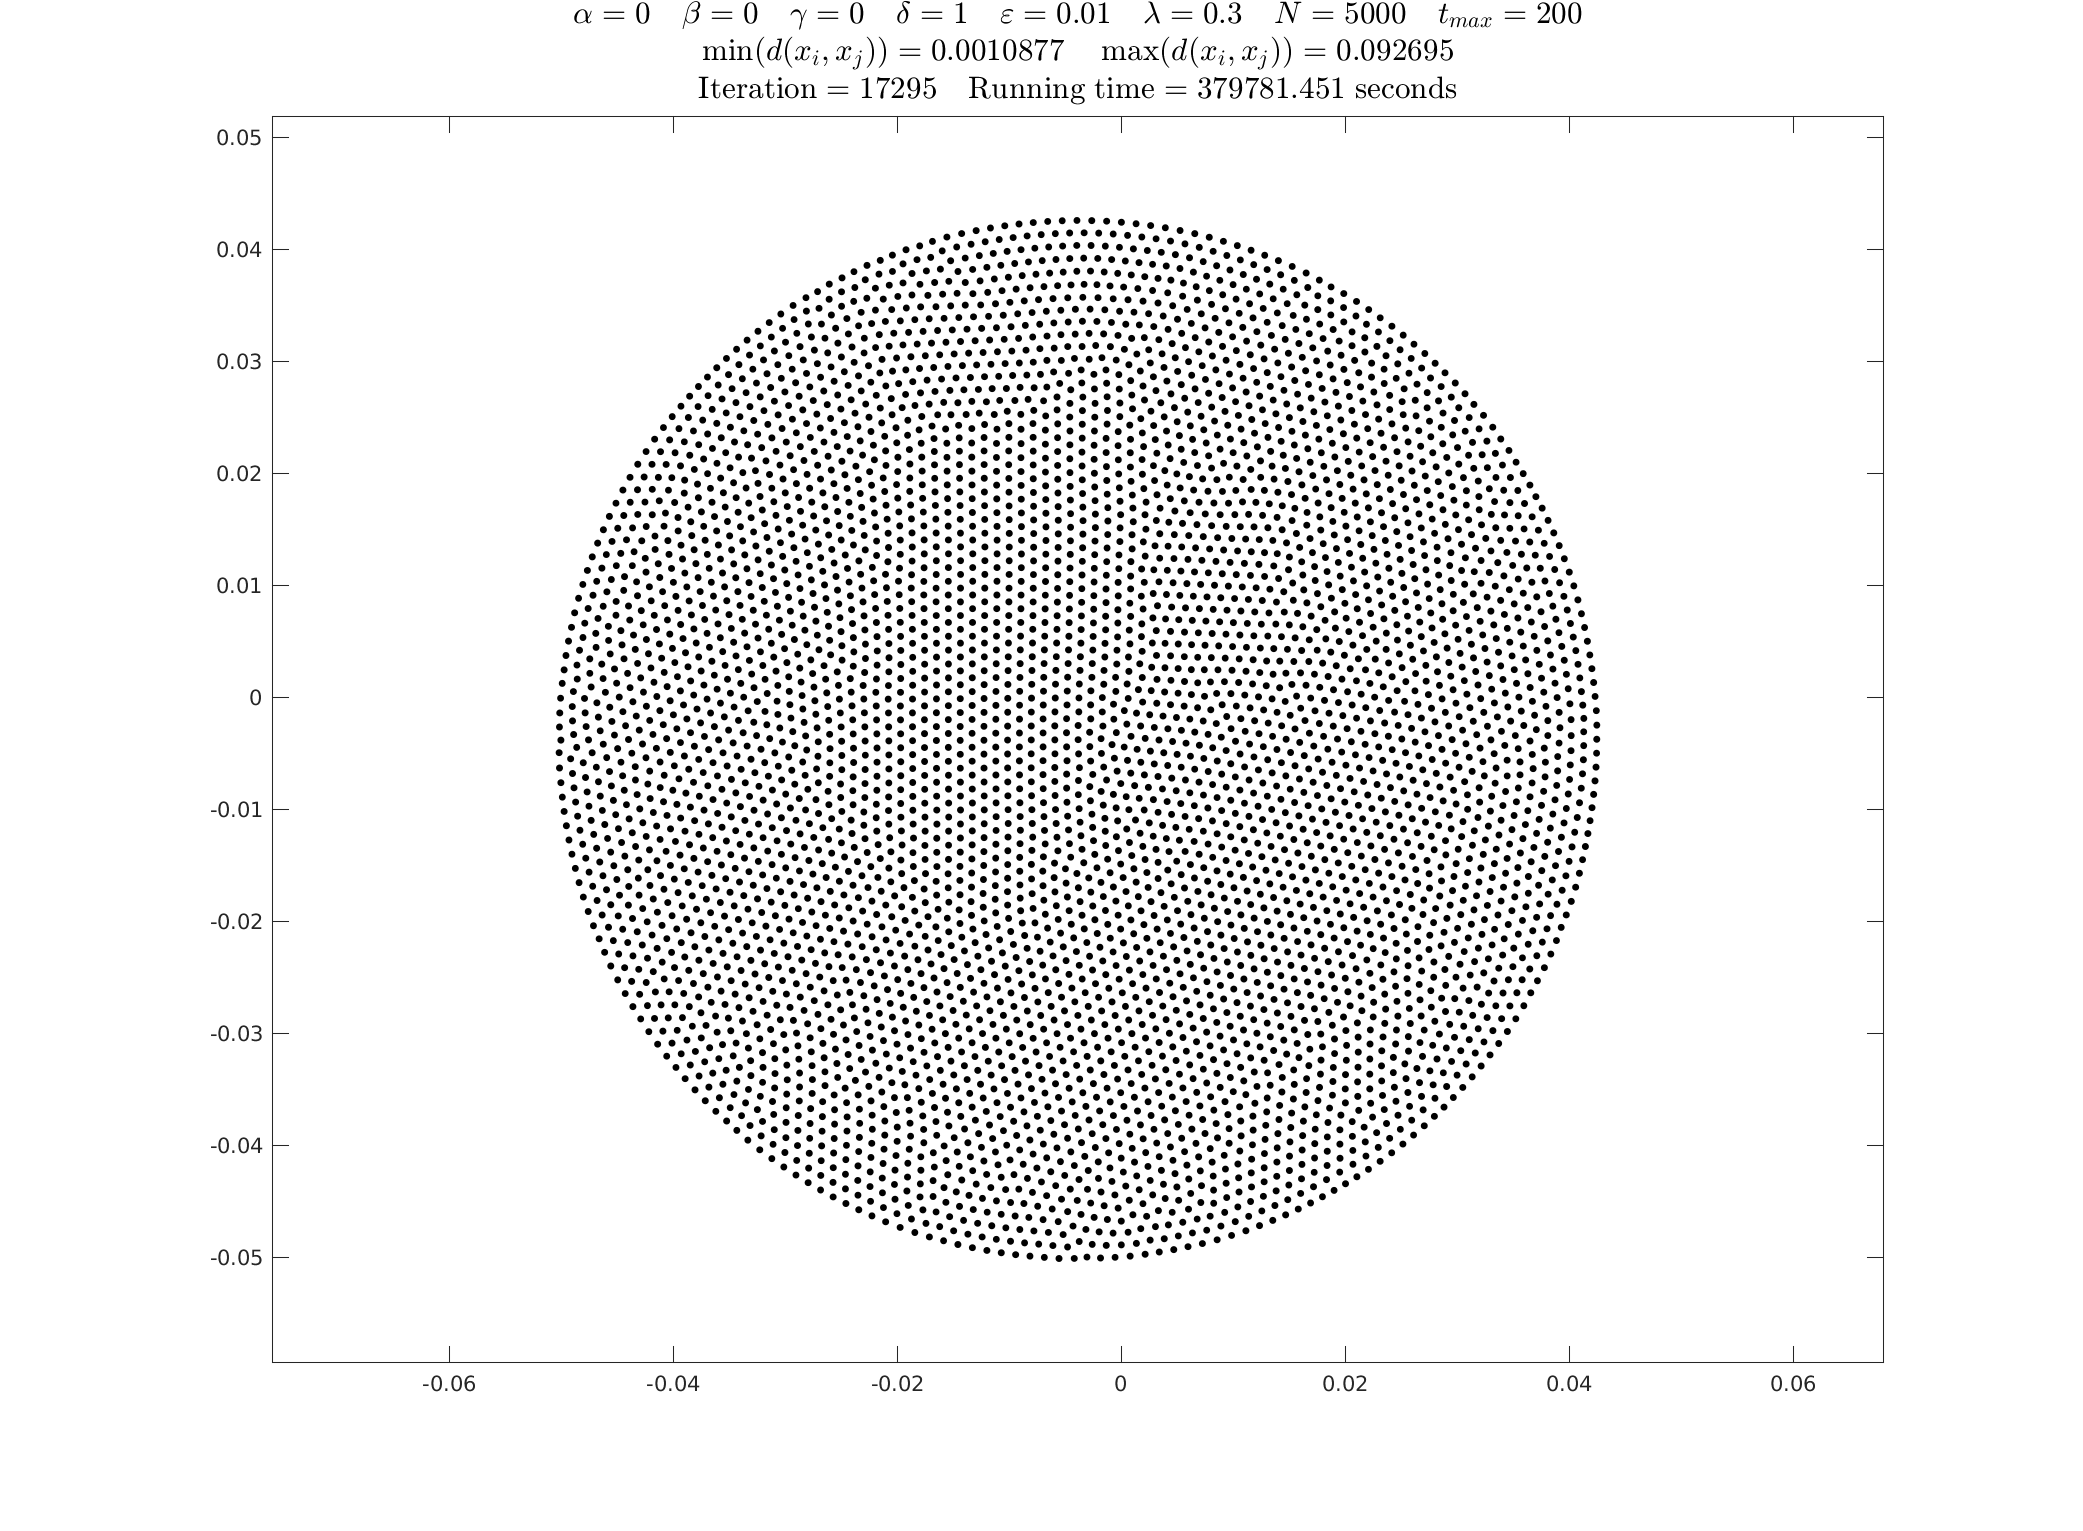 α = 0 β = 0 γ = 0 δ = 1 ε = 0.01 λ = 0.3 N = 5000 t_max = 200
min(d(x_i, x_j)) = 0.0010877 max(d(x_i, x_j)) = 0.092695
Iteration = 17295 Running time = 379781.451 seconds
0.05
0.04
0.03
0.02
0.01
0
-0.01
-0.02
-0.03
-0.04
-0.05
-0.06 -0.04 -0.02 0 0.02 0.04 0.06